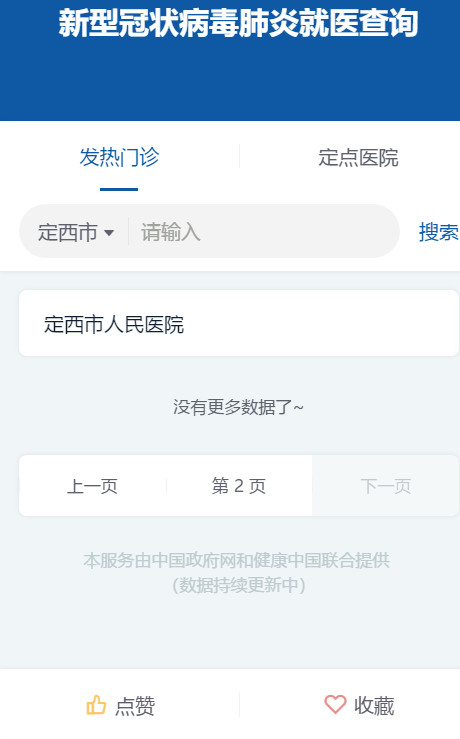 新型冠状病毒肺炎就医查询
发热门诊 定点医院
定西市 请输入 搜索
定西市人民医院
没有更多数据了~
上一页 第 2 页 下一页
本服务由中国政府网和健康中国联合提供
（数据持续更新中）
点赞 收藏